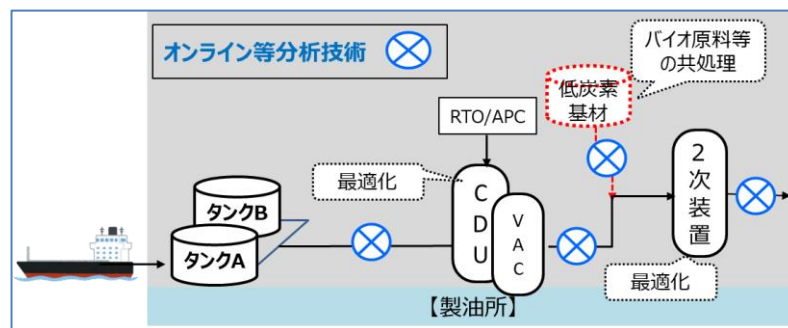 オンライン等分析技術
バイオ原料等
の共処理
低炭素
基材
RTO/APC
最適化
タンクB
タンクA
CDU
VAC
2次装置
最適化
【製油所】